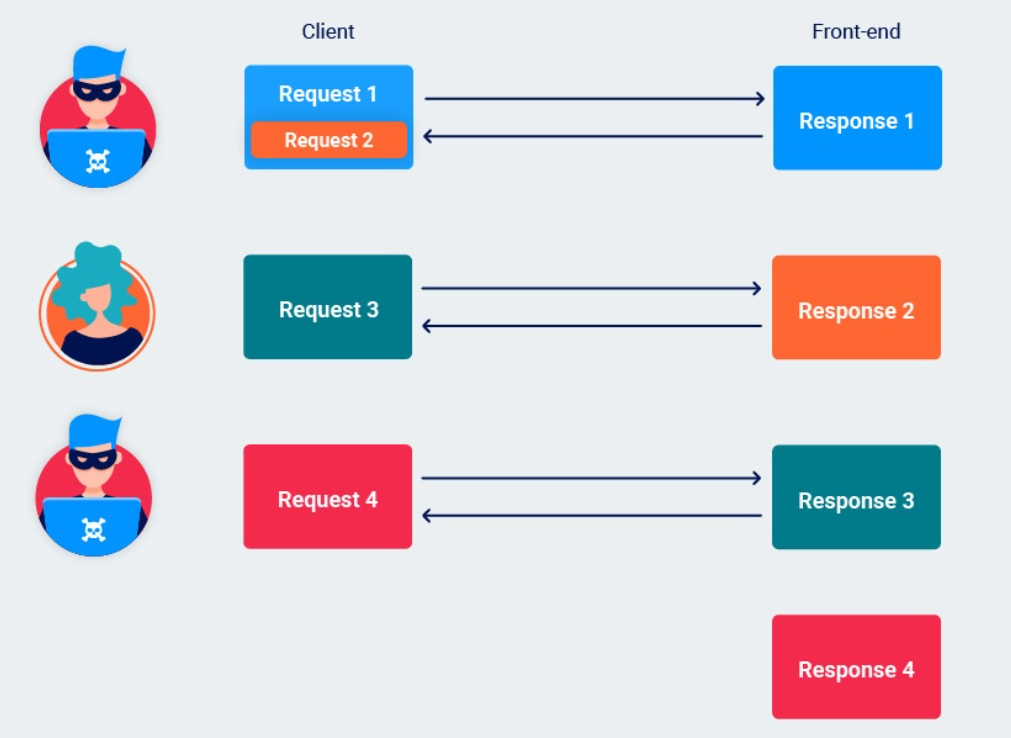 Client
Front-end
Request 1
Request 2
Response 1
Request 3
Response 2
Request 4
Response 3
Response 4